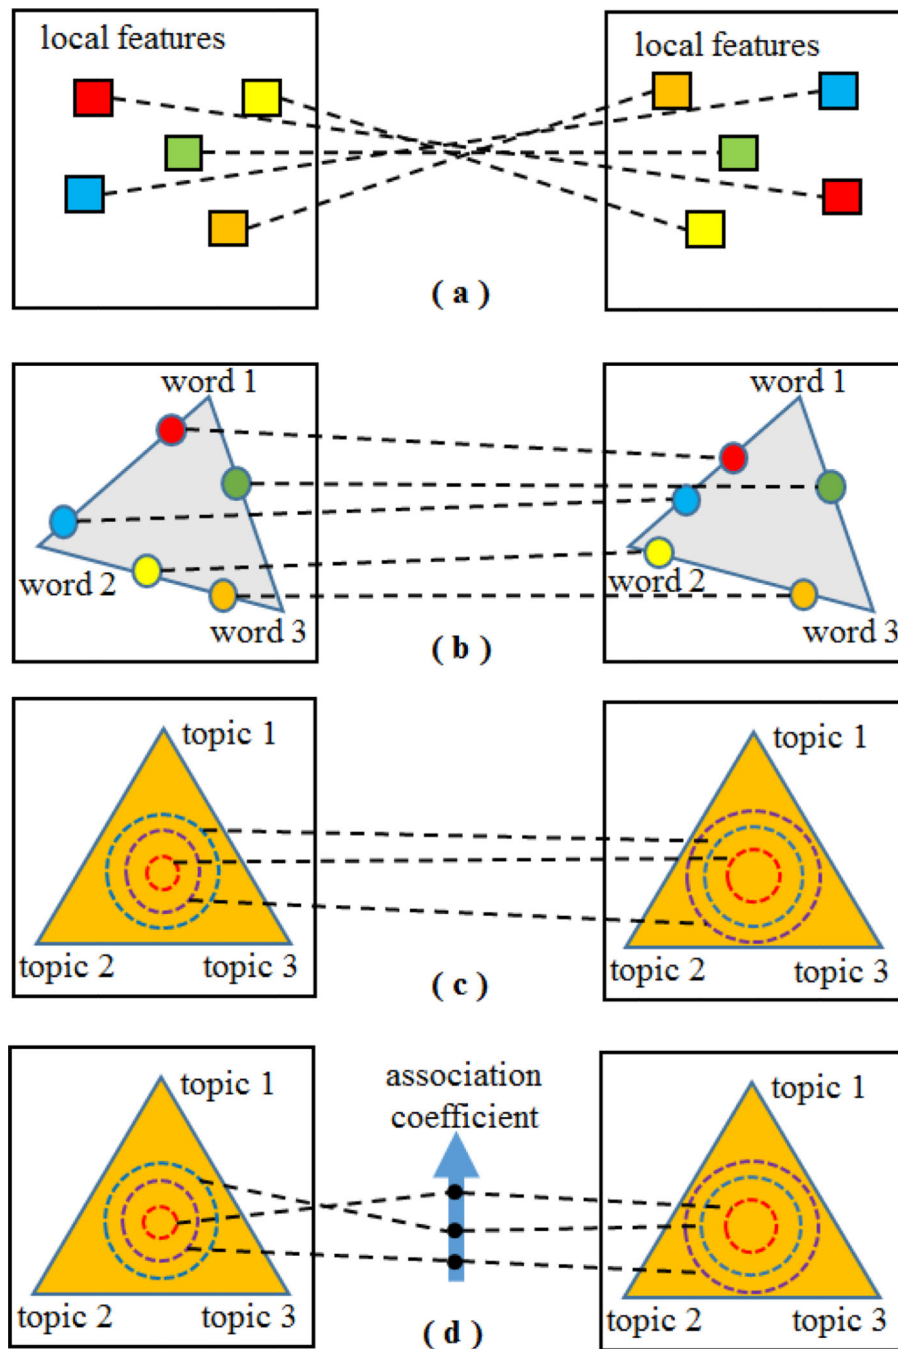 local features
local features
( a )
word 1
word 1
word 2
word 2
word 3
word 3
( b )
topic 1
topic 1
topic 2
topic 3
topic 2
topic 3
( c )
topic 1
association
coefficient
topic 1
topic 2
topic 3
topic 2
topic 3
( d )